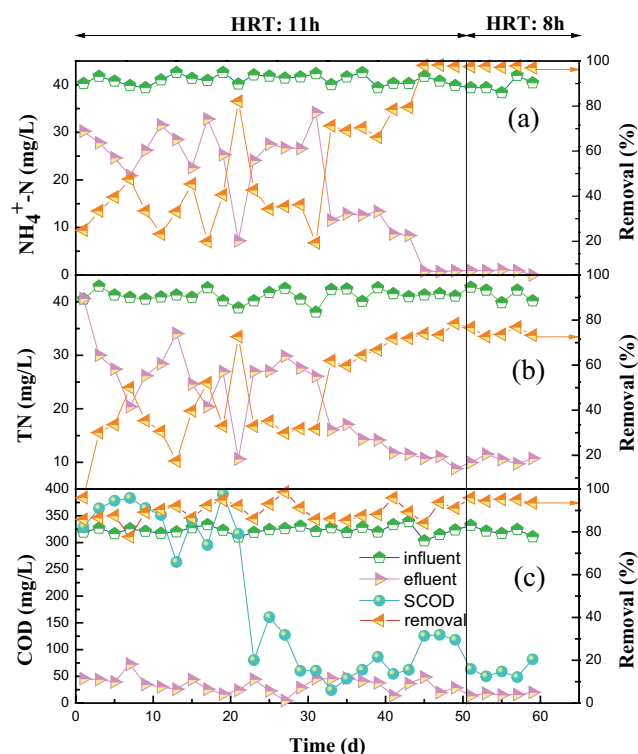 HRT: 11h HRT: 8h
NH₄⁺-N (mg/L)
40
30
20
10
0
(a)
100
80
60
40
20
Removal (%)
TN (mg/L)
40
30
20
10
(b)
100
80
60
40
20
Removal (%)
COD (mg/L)
400
350
300
250
200
150
100
50
0
influent
efluent
SCOD
removal
(c)
100
80
60
40
20
0
Removal (%)
0 10 20 30 40 50 60
Time (d)